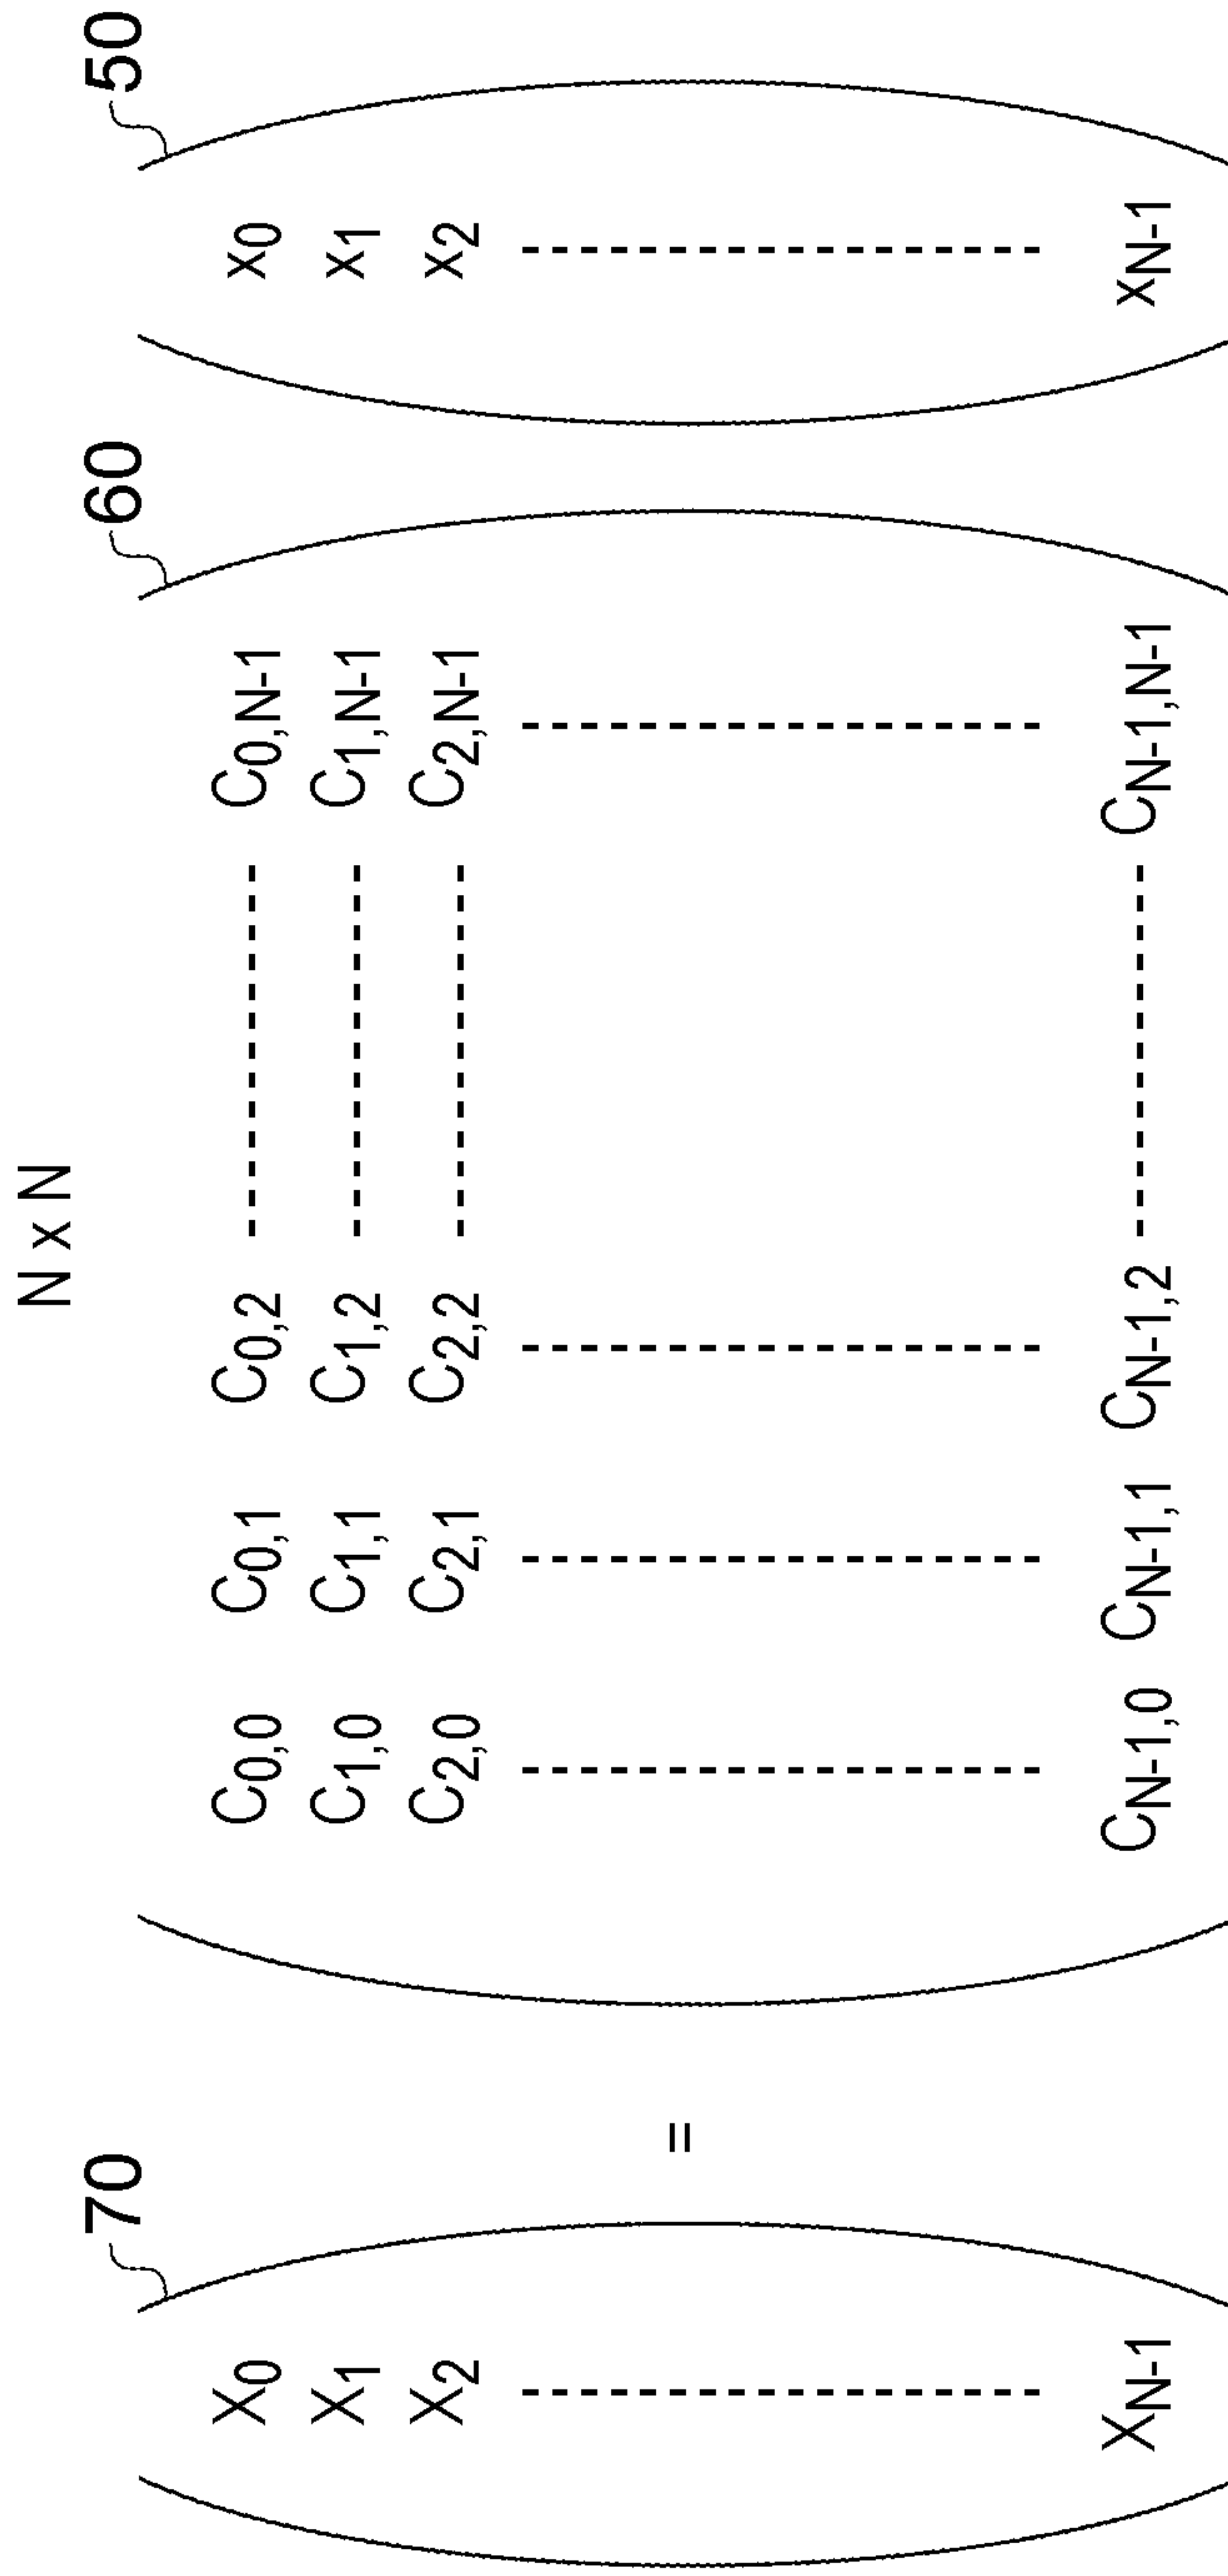 N x N
70 60 50
X0 C0,0 C0,1 C0,2 C0,N-1 x0
X1 C1,0 C1,1 C1,2 C1,N-1 x1
X2 = C2,0 C2,1 C2,2 C2,N-1 x2
XN-1 CN-1,0 CN-1,1 CN-1,2 CN-1,N-1 xN-1